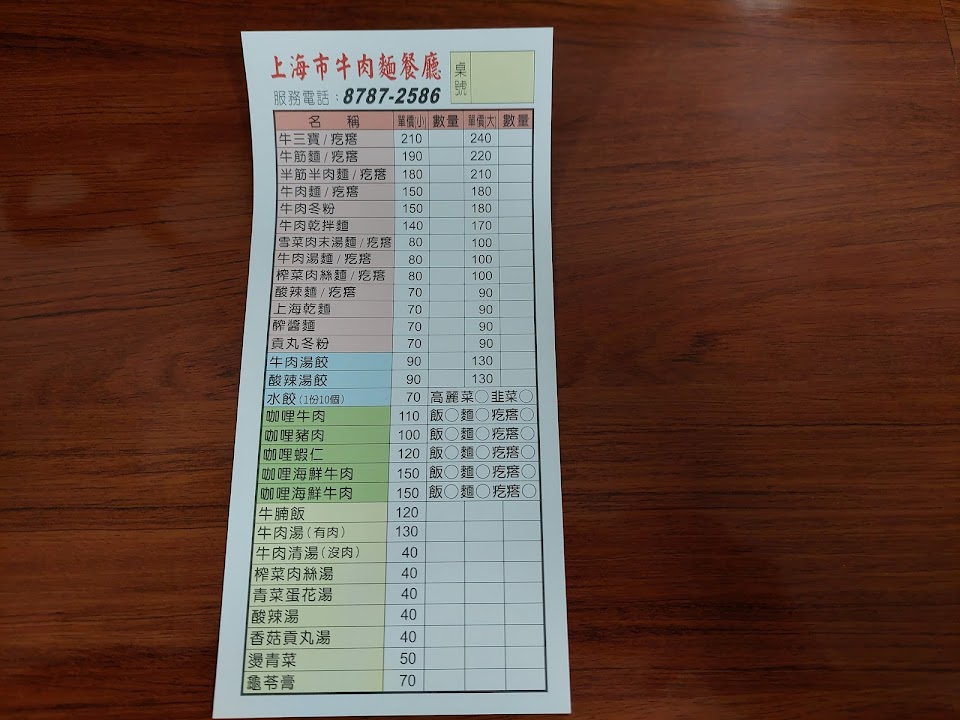 上海市牛肉麵餐廳
桌號
服務電話：8787-2586
名 稱 單價(小) 數量 單價(大) 數量
牛三寶/疙瘩 210 240
牛筋麵/疙瘩 190 220
半筋半肉麵/疙瘩 180 210
牛肉麵/疙瘩 150 180
牛肉冬粉 150 180
牛肉乾拌麵 140 170
雪菜肉末湯麵/疙瘩 80 100
牛肉湯麵/疙瘩 80 100
榨菜肉絲麵/疙瘩 80 100
酸辣麵/疙瘩 70 90
上海乾麵 70 90
醡醬麵 70 90
貢丸冬粉 70 90
牛肉湯餃 90 130
酸辣湯餃 90 130
水餃(1份10個) 70 高麗菜○韭菜○
咖哩牛肉 110 飯○麵○疙瘩○
咖哩豬肉 100 飯○麵○疙瘩○
咖哩蝦仁 120 飯○麵○疙瘩○
咖哩海鮮牛肉 150 飯○麵○疙瘩○
咖哩海鮮牛肉 150 飯○麵○疙瘩○
牛腩飯 120
牛肉湯(有肉) 130
牛肉清湯(沒肉) 40
榨菜肉絲湯 40
青菜蛋花湯 40
酸辣湯 40
香菇貢丸湯 40
燙青菜 50
龜苓膏 70